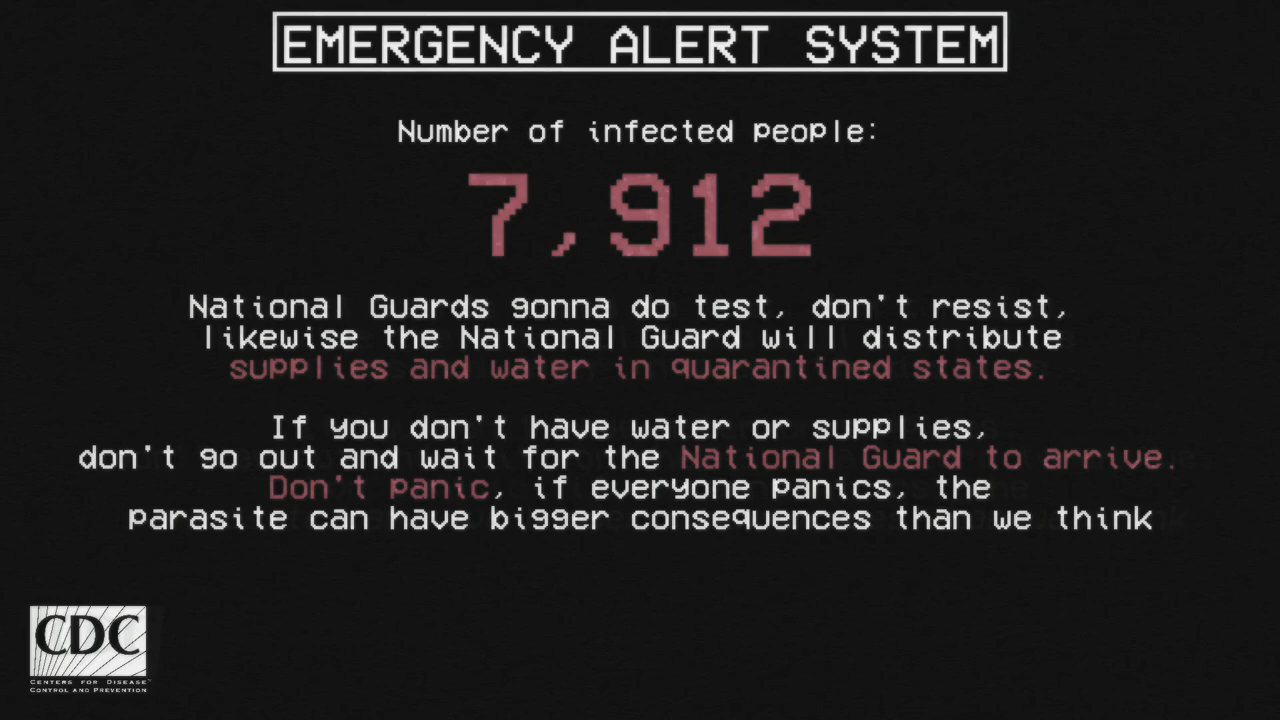 EMERGENCY ALERT SYSTEM
Number of infected people:
7,912
National Guards gonna do test, don't resist,
likewise the National Guard will distribute
supplies and water in quarantined states.
If you don't have water or supplies,
don't go out and wait for the National Guard to arrive.
Don't panic, if everyone panics, the
parasite can have bigger consequences than we think
CDC
CENTERS FOR DISEASE
CONTROL AND PREVENTION